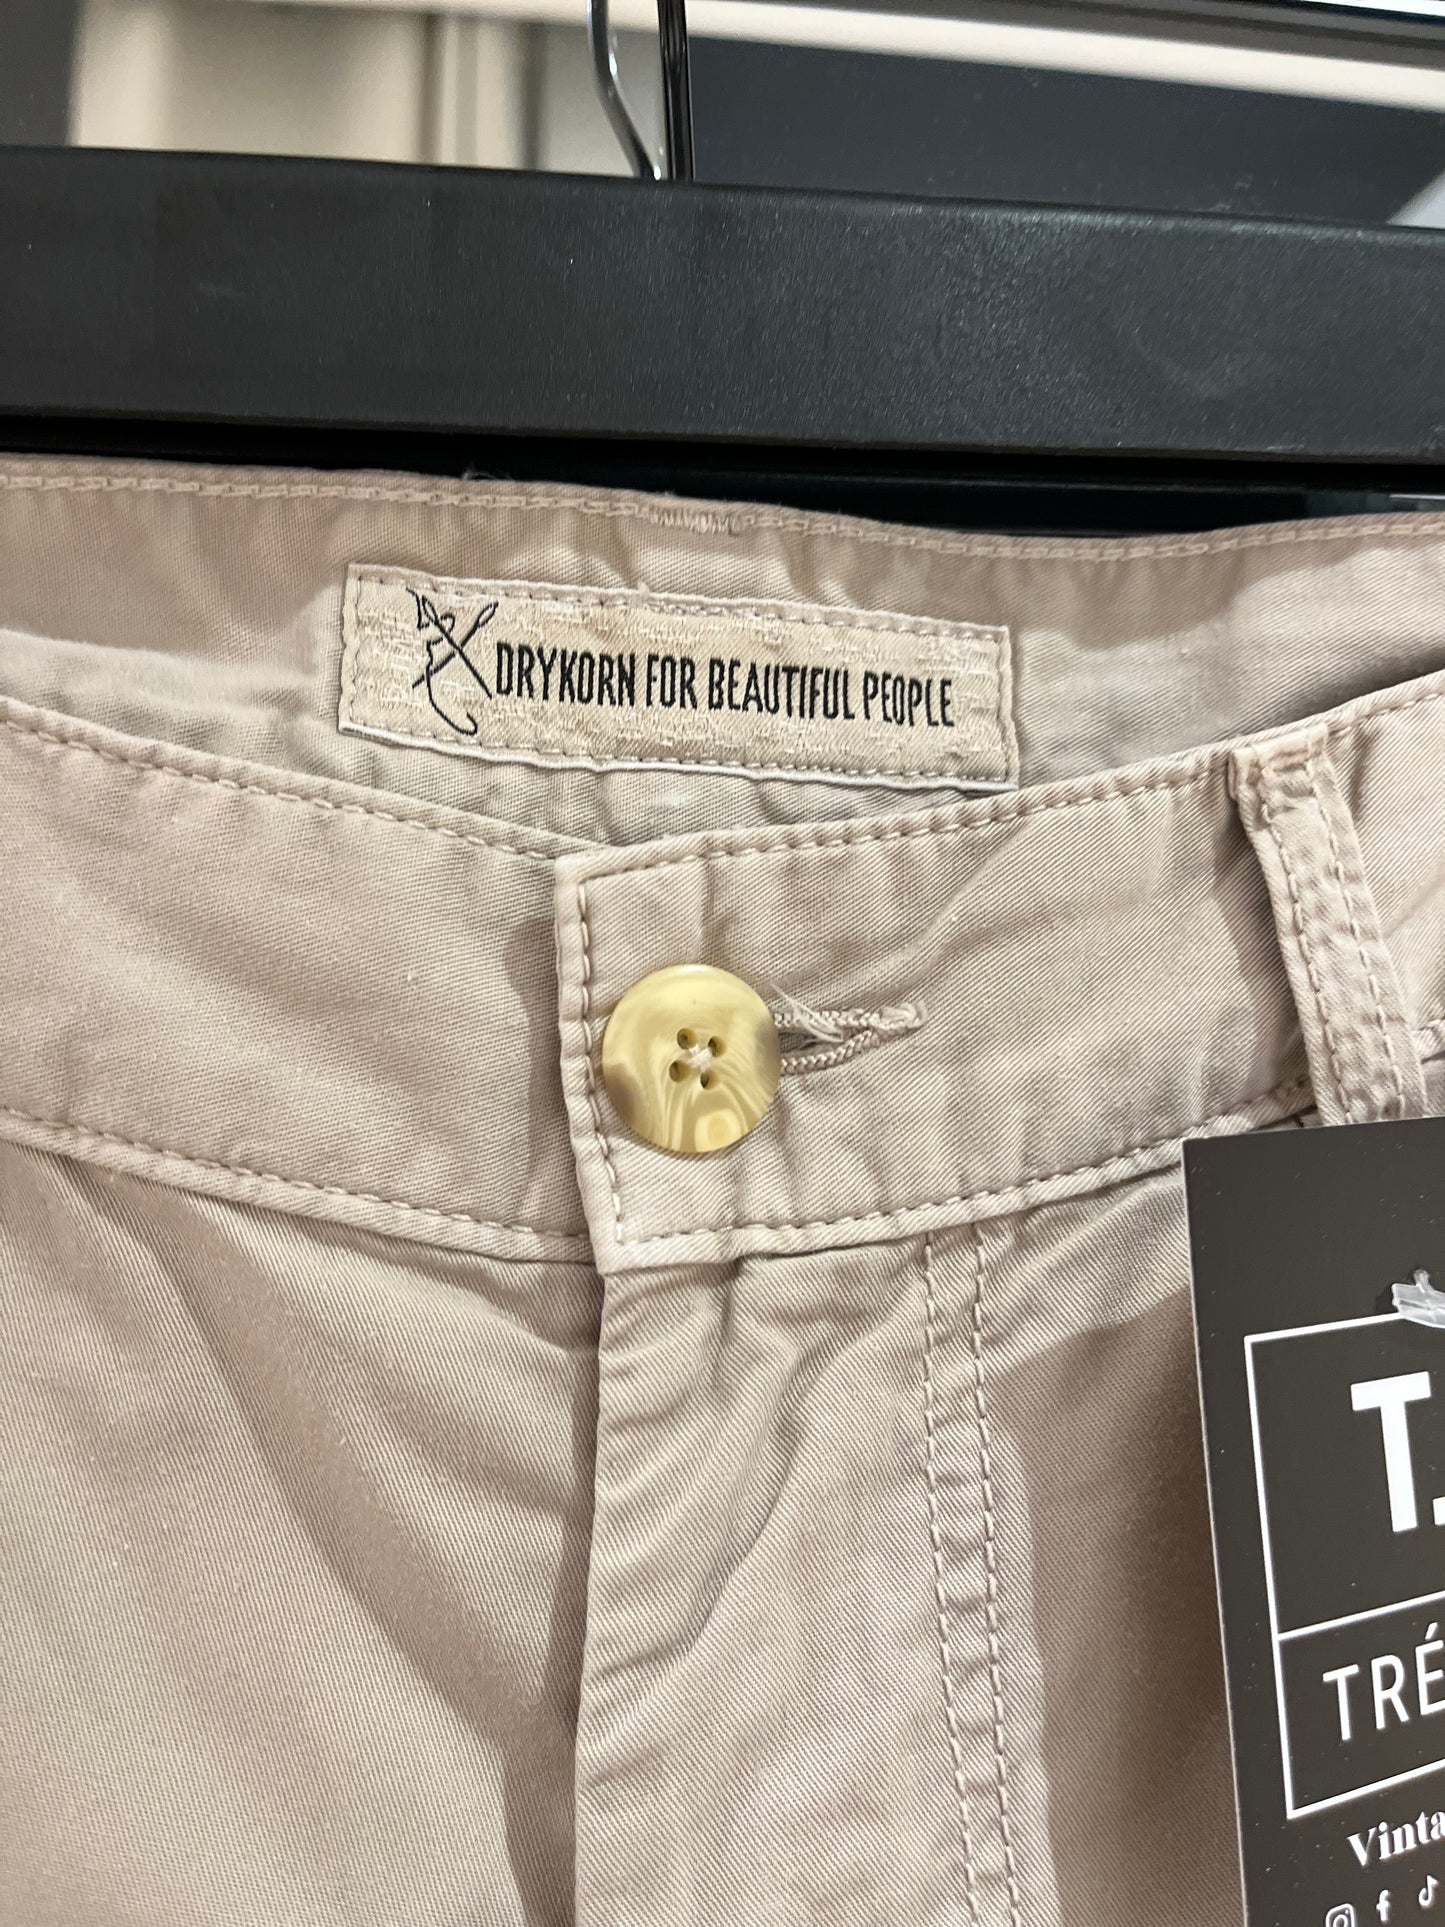 DRYKORN FOR BEAUTIFUL PEOPLE
T.
TRÉ
Vinta